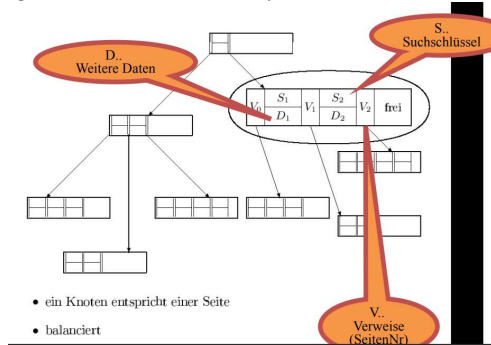 D..
Weitere Daten
S..
Suchschlüssel
V₀ S₁ V₁ S₂ V₂ frei
D₁ D₂
V..
Verweise
(SeitenNr)
• ein Knoten entspricht einer Seite
• balanciert